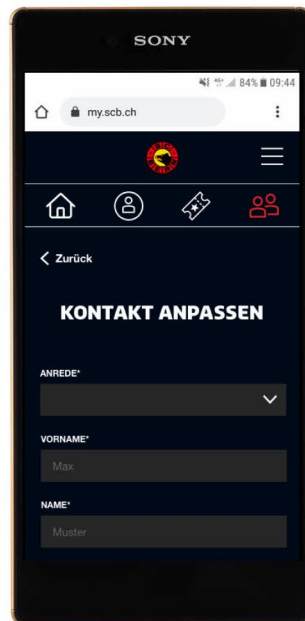 SONY
84% 09:44
my.scb.ch
Zurück
KONTAKT ANPASSEN
ANREDE*
VORNAME*
Max
NAME*
Muster